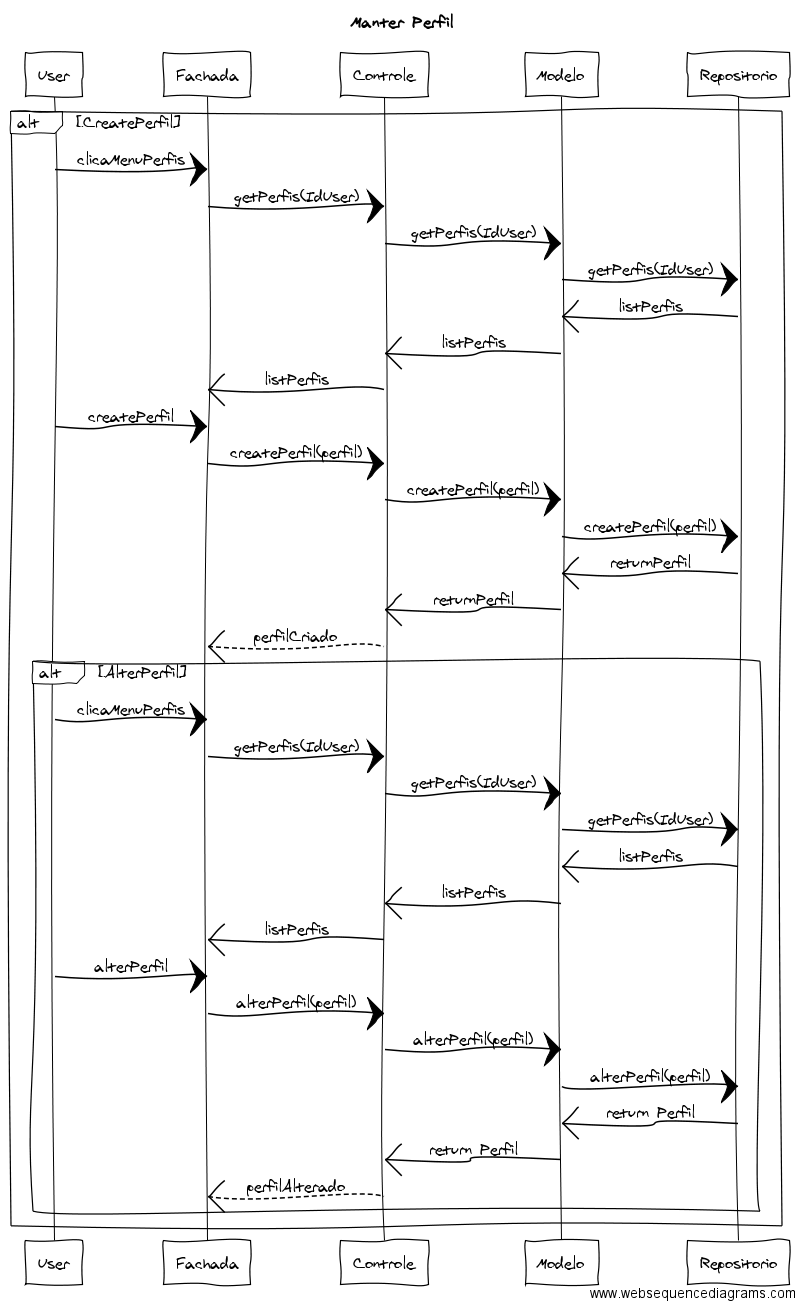 Manter Perfil
User Fachada Controle Modelo Repositorio
alt [CreatePerfil]
clicaMenuPerfis
getPerfis(IdUser)
getPerfis(IdUser)
getPerfis(IdUser)
listPerfis
listPerfis
listPerfis
createPerfil
createPerfil(perfil)
createPerfil(perfil)
createPerfil(perfil)
returnPerfil
returnPerfil
perfilCriado
alt [AlterPerfil]
clicaMenuPerfis
getPerfis(IdUser)
getPerfis(IdUser)
getPerfis(IdUser)
listPerfis
listPerfis
listPerfis
alterPerfil
alterPerfil(perfil)
alterPerfil(perfil)
alterPerfil(perfil)
return Perfil
return Perfil
perfilAlterado
User Fachada Controle Modelo Repositorio
www.websequencediagrams.com